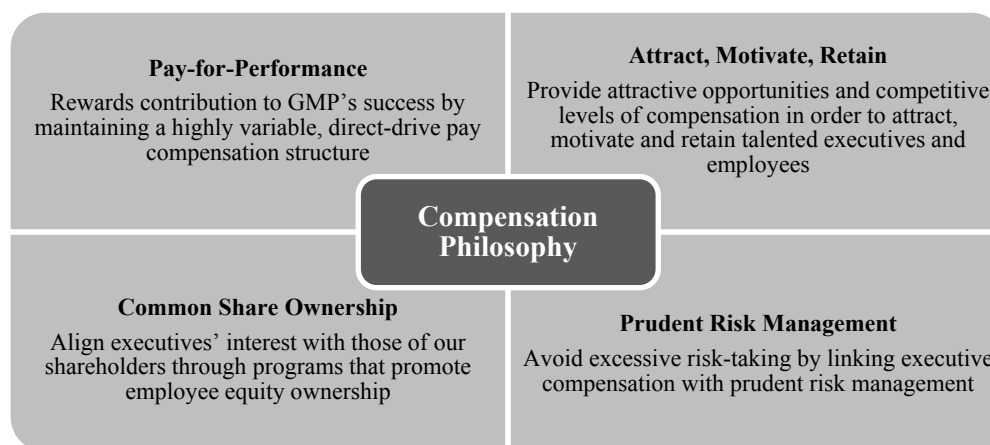 Pay-for-Performance
Rewards contribution to GMP’s success by
maintaining a highly variable, direct-drive pay
compensation structure
Attract, Motivate, Retain
Provide attractive opportunities and competitive
levels of compensation in order to attract,
motivate and retain talented executives and
employees
Compensation
Philosophy
Common Share Ownership
Align executives’ interest with those of our
shareholders through programs that promote
employee equity ownership
Prudent Risk Management
Avoid excessive risk-taking by linking executive
compensation with prudent risk management